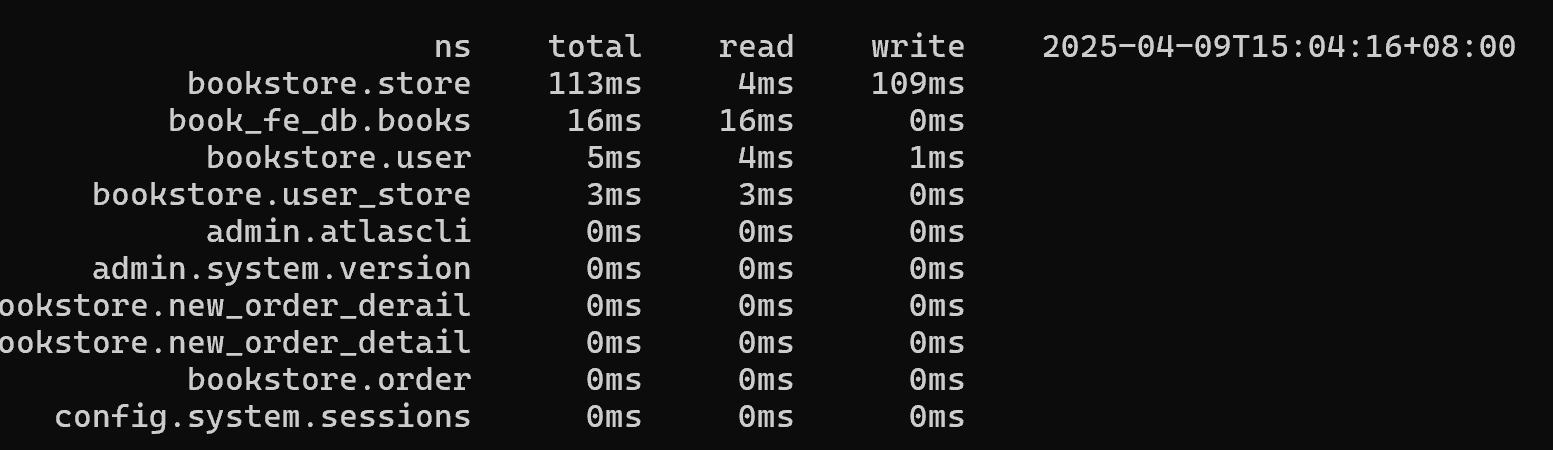 ns total read write 2025-04-09T15:04:16+08:00
bookstore.store 113ms 4ms 109ms
book_fe_db.books 16ms 16ms 0ms
bookstore.user 5ms 4ms 1ms
bookstore.user_store 3ms 3ms 0ms
admin.atlascli 0ms 0ms 0ms
admin.system.version 0ms 0ms 0ms
ookstore.new_order_derail 0ms 0ms 0ms
ookstore.new_order_detail 0ms 0ms 0ms
bookstore.order 0ms 0ms 0ms
config.system.sessions 0ms 0ms 0ms